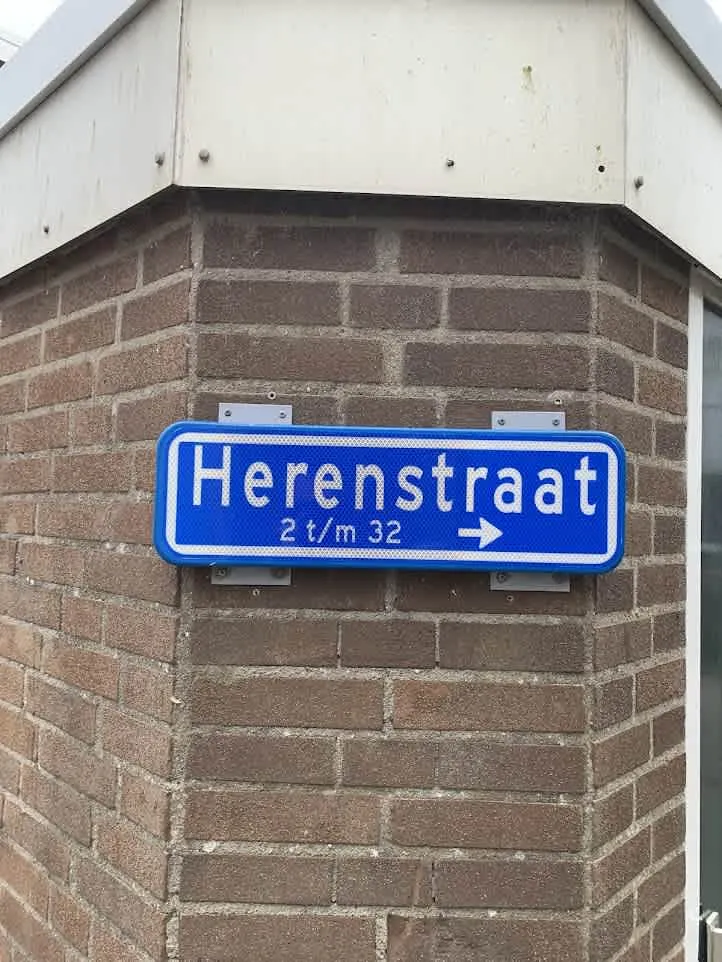 Herenstraat
2 t/m 32 →